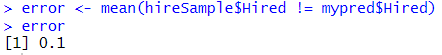 > error <- mean(hireSample$Hired != mypred$Hired)
> error
[1] 0.1